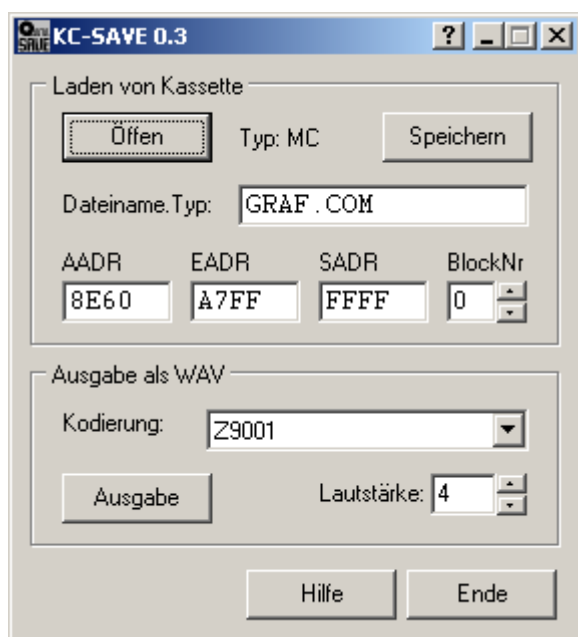 KC-SAVE 0.3
Laden von Kassette
Öffen Typ: MC Speichern
Dateiname.Typ: GRAF.COM
AADR EADR SADR BlockNr
8E60 A7FF FFFF 0
Ausgabe als WAV
Kodierung: Z9001
Ausgabe Lautstärke: 4
Hilfe Ende